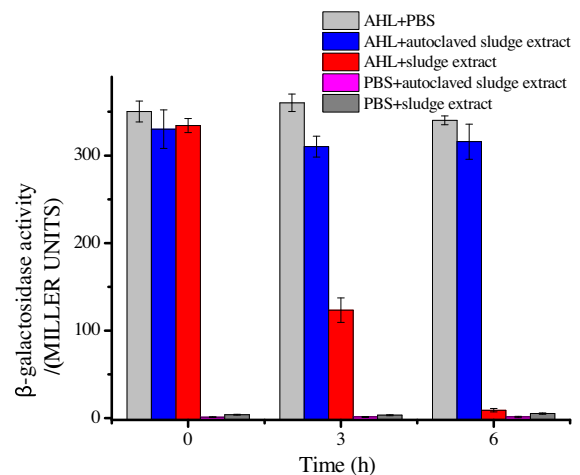 AHL+PBS
AHL+autoclaved sludge extract
AHL+sludge extract
PBS+autoclaved sludge extract
PBS+sludge extract
300
200
100
0
β-galactosidase activity
/(MILLER UNITS)
0 3 6
Time (h)